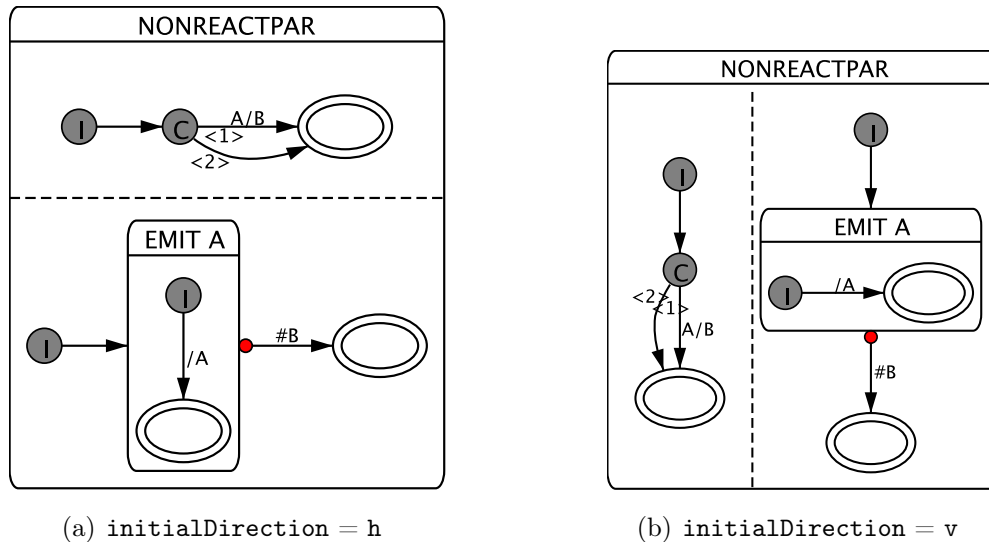 NONREACTPAR
I
C
A/B
<1>
<2>
EMIT A
I
I
/A
#B
(a) initialDirection = h
NONREACTPAR
I
I
C
<2>
<1>
A/B
EMIT A
I
/A
#B
(b) initialDirection = v